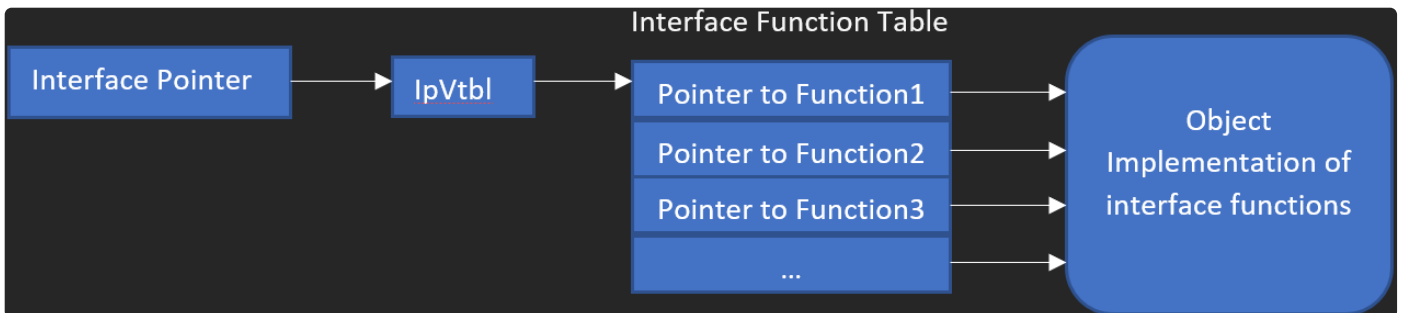 Interface Function Table
Interface Pointer
IpVtbl
Pointer to Function1
Pointer to Function2
Pointer to Function3
...
Object
Implementation of
interface functions